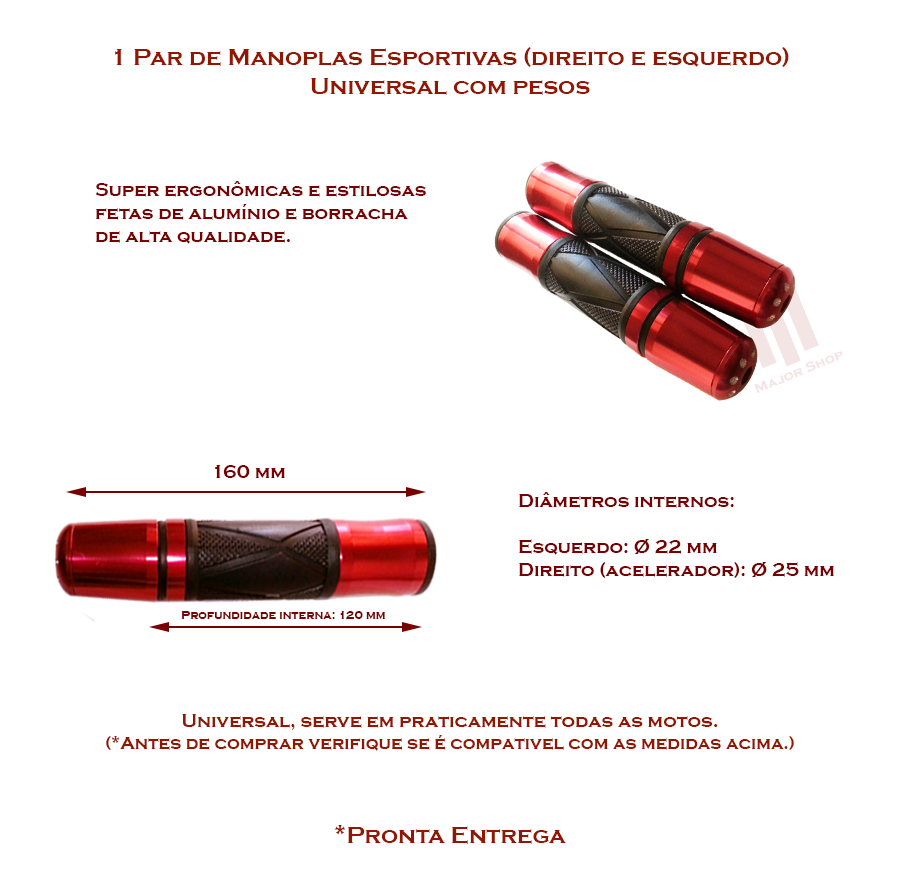 1 Par de Manoplas Esportivas (direito e esquerdo)
Universal com pesos
Super ergonômicas e estilosas
fetas de alumínio e borracha
de alta qualidade.
Major Shop
160 mm
Profundidade interna: 120 mm
Diâmetros internos:
Esquerdo: Ø 22 mm
Direito (acelerador): Ø 25 mm
Universal, serve em praticamente todas as motos.
(*Antes de comprar verifique se é compativel com as medidas acima.)
*Pronta Entrega